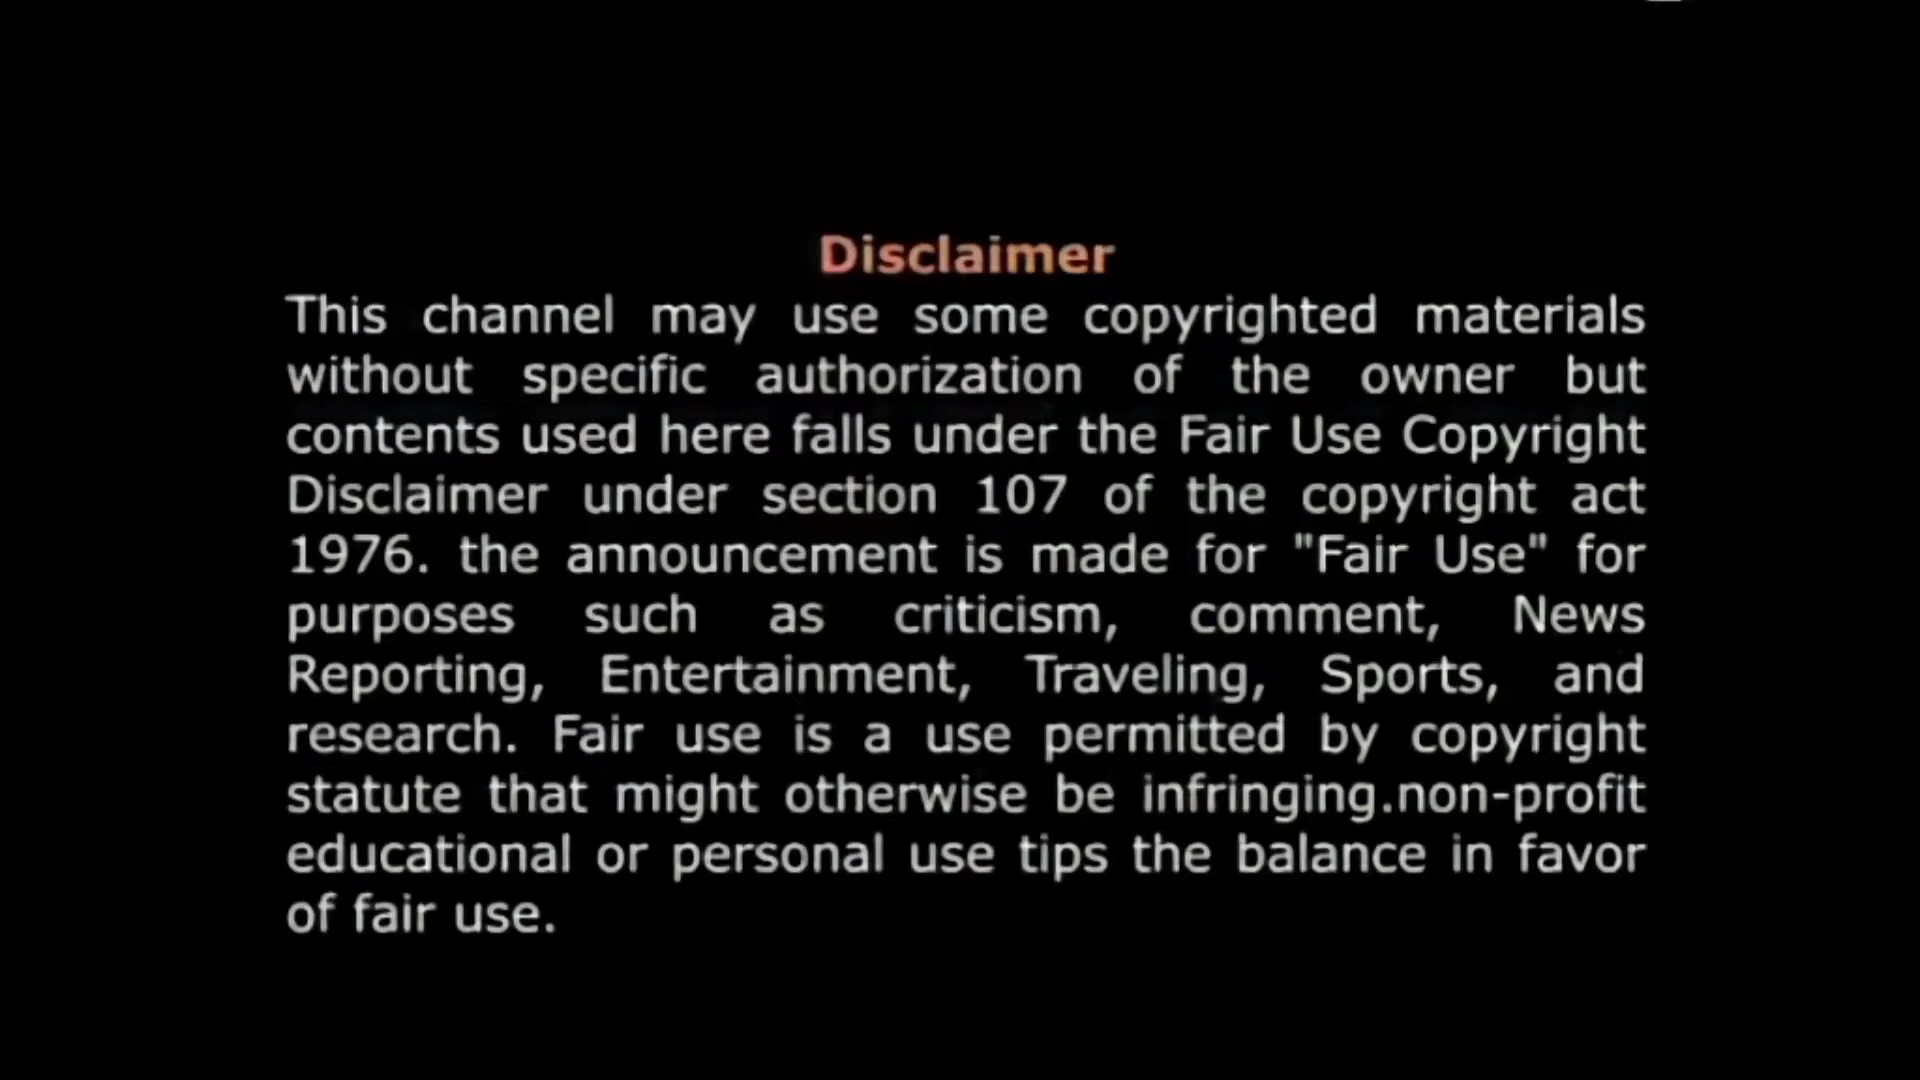 Disclaimer
This channel may use some copyrighted materials
without specific authorization of the owner but
contents used here falls under the Fair Use Copyright
Disclaimer under section 107 of the copyright act
1976. the announcement is made for "Fair Use" for
purposes such as criticism, comment, News
Reporting, Entertainment, Traveling, Sports, and
research. Fair use is a use permitted by copyright
statute that might otherwise be infringing.non-profit
educational or personal use tips the balance in favor
of fair use.